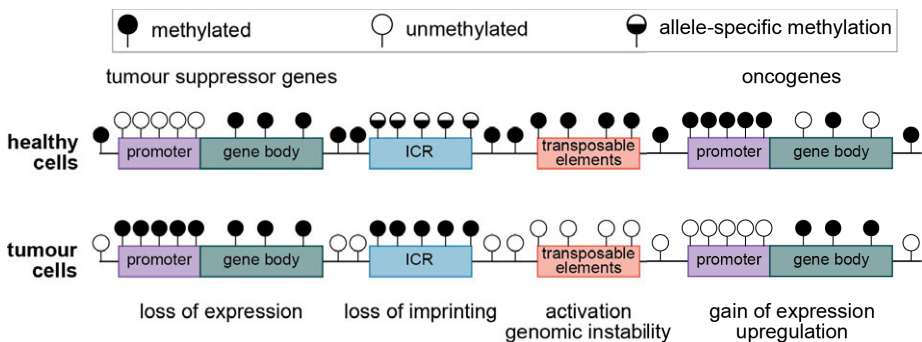 methylated unmethylated allele-specific methylation
tumour suppressor genes oncogenes
healthy
cells
promoter gene body ICR transposable
elements promoter gene body
tumour
cells
promoter gene body ICR transposable
elements promoter gene body
loss of expression loss of imprinting activation
genomic instability gain of expression
upregulation